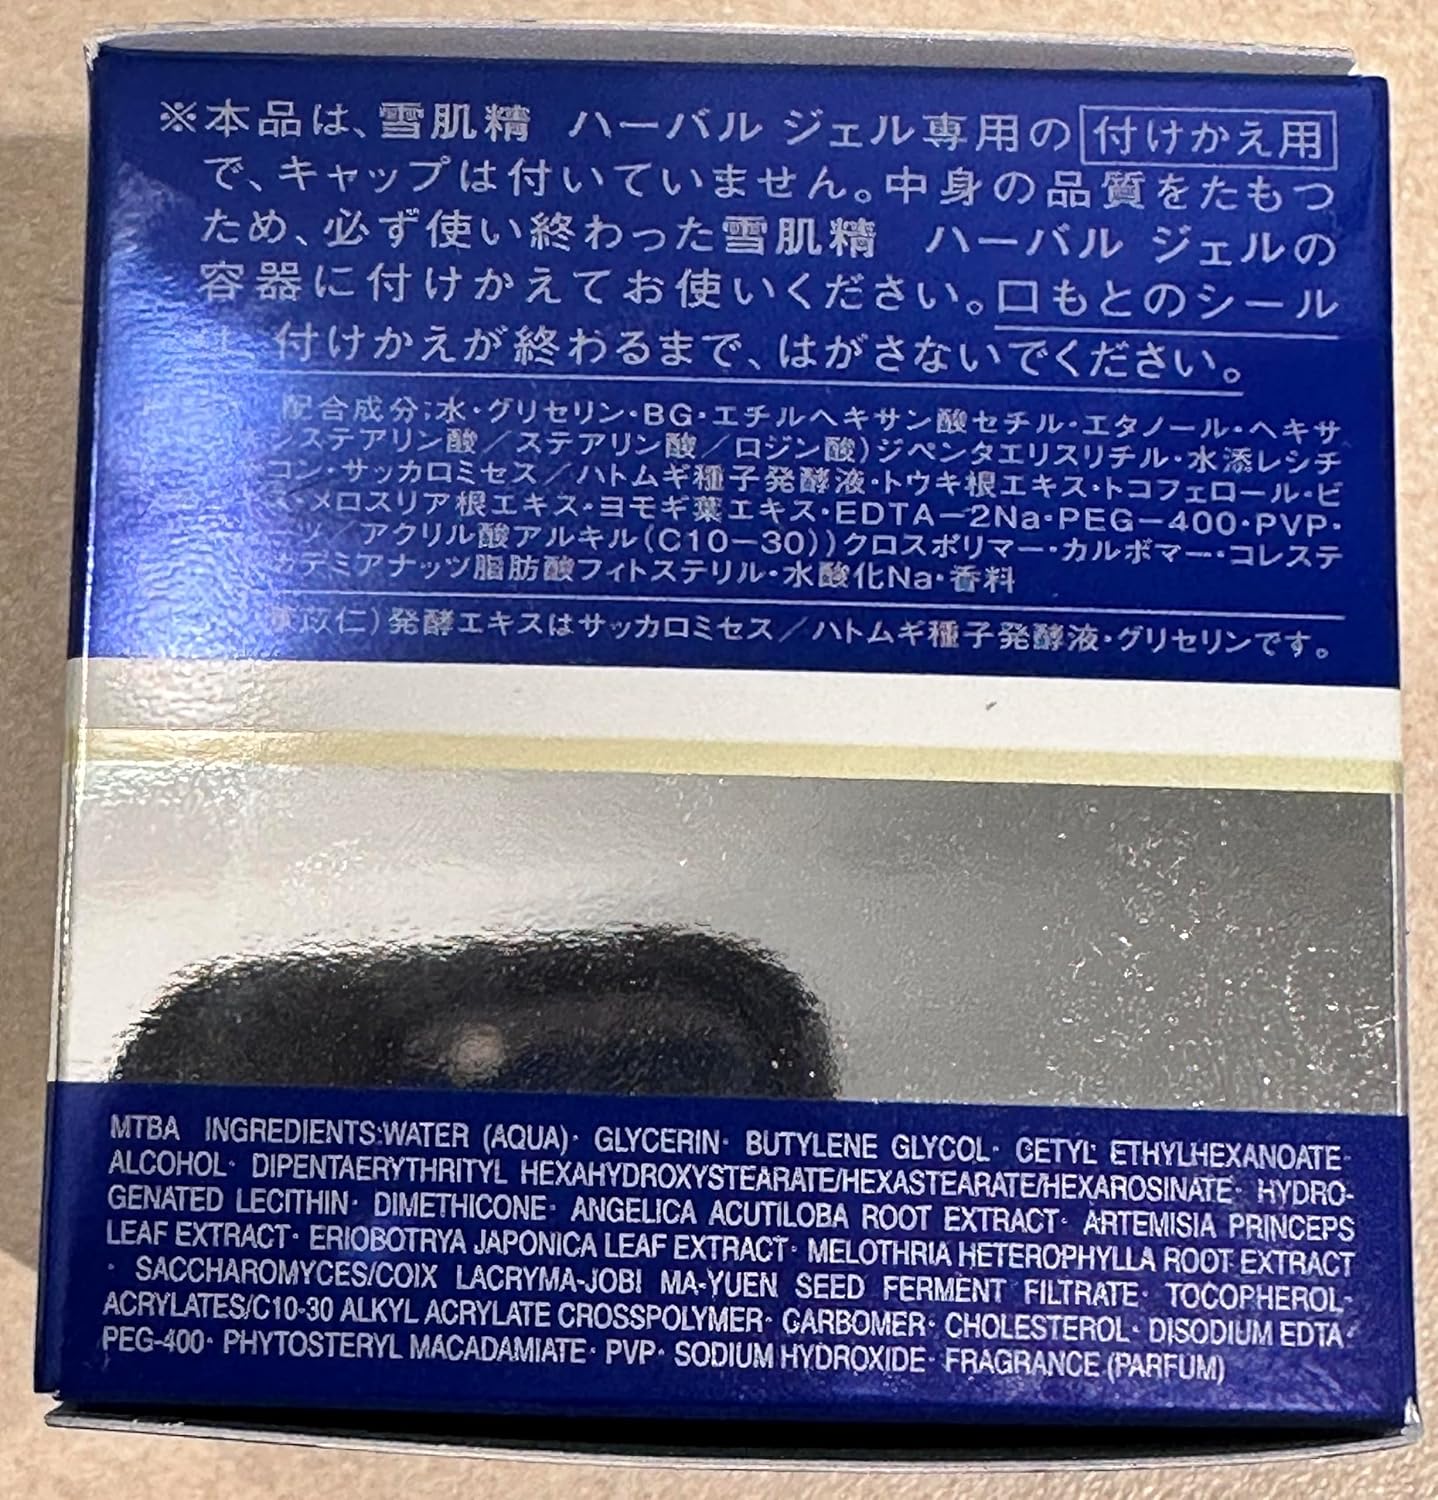 ※本品は、雪肌精　ハーバル ジェル専用の 付けかえ用
で、キャップは付いていません。中身の品質をたもつ
ため、必ず使い終わった雪肌精　ハーバル ジェルの
容器に付けかえてお使いください。口もとのシール
付けかえが終わるまで、はがさないでください。
配合成分:水・グリセリン・BG・エチルヘキサン酸セチル・エタノール・ヘキサ
ステアリン酸／ステアリン酸／ロジン酸)ジペンタエリスリチル・水添レシチ
コン・サッカロミセス／ハトムギ種子発酵液・トウキ根エキス・トコフェロール・ビ
・メロスリア根エキス・ヨモギ葉エキス・EDTA－2Na・PEG－400・PVP・
／アクリル酸アルキル(C10－30))クロスポリマー・カルボマー・コレステ
カデミアナッツ脂肪酸フィトステリル・水酸化Na・香料
苡仁)発酵エキスはサッカロミセス／ハトムギ種子発酵液・グリセリンです。
MTBA INGREDIENTS:WATER (AQUA)・ GLYCERIN・ BUTYLENE GLYCOL・ CETYL ETHYLHEXANOATE・
ALCOHOL・ DIPENTAERYTHRITYL HEXAHYDROXYSTEARATE/HEXASTEARATE/HEXAROSINATE・ HYDRO-
GENATED LECITHIN・ DIMETHICONE・ ANGELICA ACUTILOBA ROOT EXTRACT・ ARTEMISIA PRINCEPS
LEAF EXTRACT・ ERIOBOTRYA JAPONICA LEAF EXTRACT・ MELOTHRIA HETEROPHYLLA ROOT EXTRACT
・ SACCHAROMYCES/COIX LACRYMA-JOBI MA-YUEN SEED FERMENT FILTRATE・ TOCOPHEROL・
ACRYLATES/C10-30 ALKYL ACRYLATE CROSSPOLYMER・ CARBOMER・ CHOLESTEROL・ DISODIUM EDTA・
PEG-400・ PHYTOSTERYL MACADAMIATE・ PVP・ SODIUM HYDROXIDE・ FRAGRANCE (PARFUM)